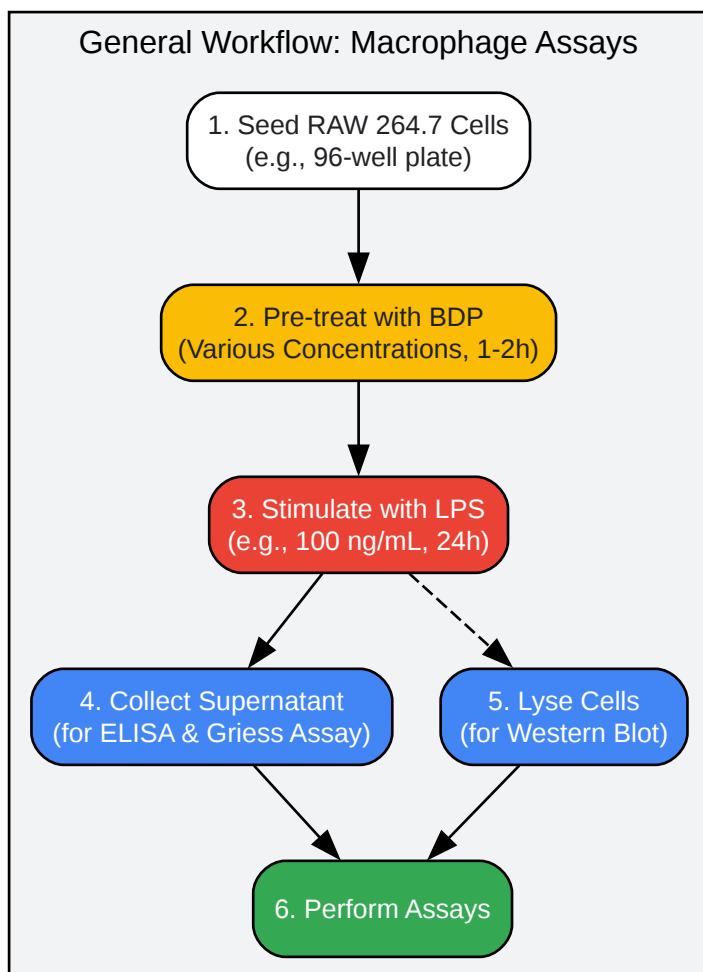 General Workflow: Macrophage Assays
1. Seed RAW 264.7 Cells
(e.g., 96-well plate)
2. Pre-treat with BDP
(Various Concentrations, 1-2h)
3. Stimulate with LPS
(e.g., 100 ng/mL, 24h)
4. Collect Supernatant
(for ELISA & Griess Assay)
5. Lyse Cells
(for Western Blot)
6. Perform Assays